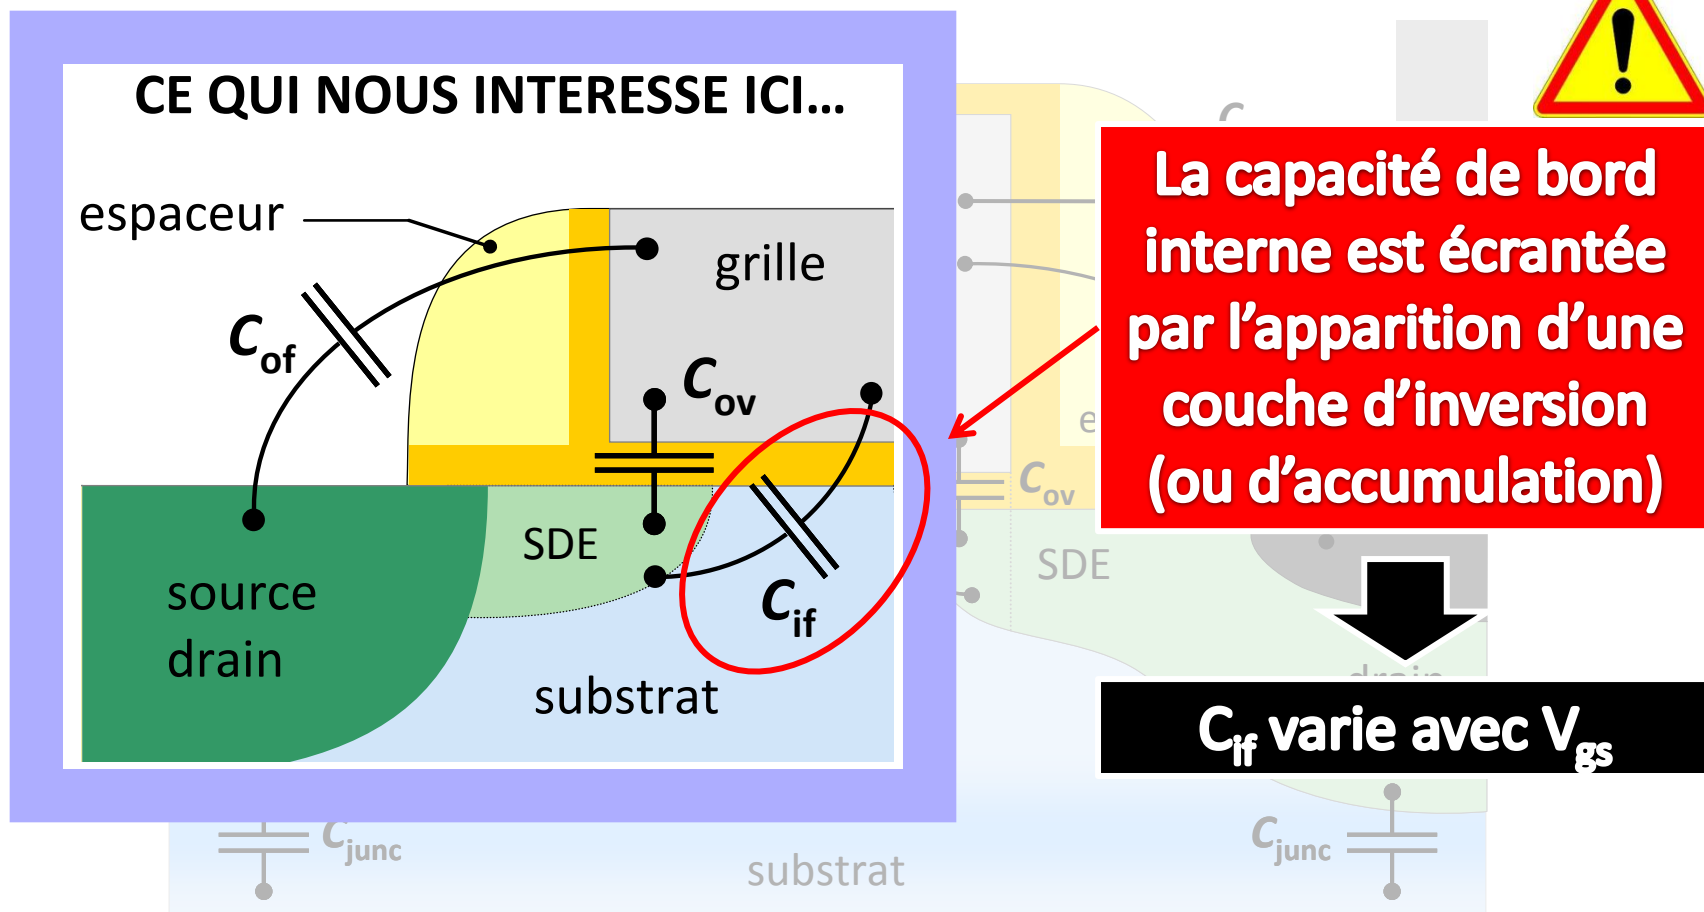 CE QUI NOUS INTERESSE ICI...
espaceur
grille
Cof
Cov
SDE
Cif
source
drain
substrat
La capacité de bord
interne est écrantée
par l’apparition d’une
couche d’inversion
(ou d’accumulation)
Cif varie avec Vgs
Cov
SDE
drain
Cjunc
substrat
Cjunc